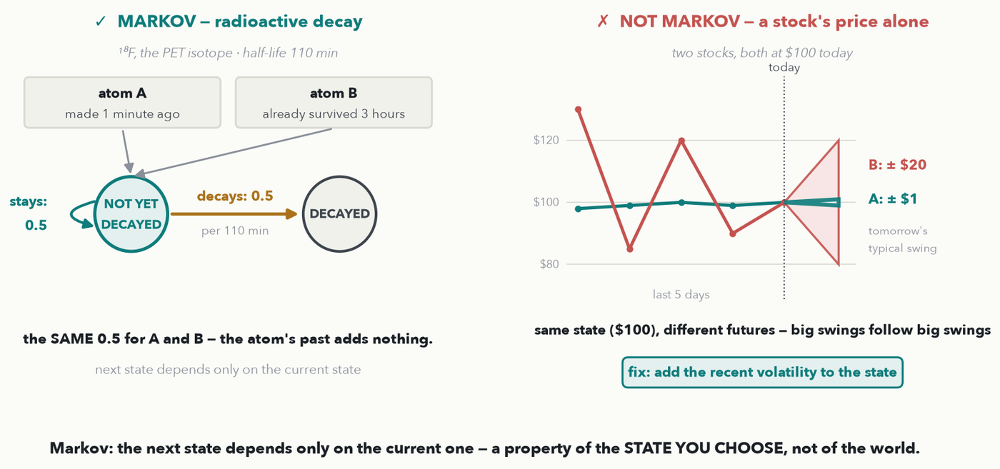 ✓ MARKOV — radioactive decay
¹⁸F, the PET isotope · half-life 110 min
atom A
made 1 minute ago
atom B
already survived 3 hours
stays:
0.5
NOT YET
DECAYED
decays: 0.5
per 110 min
DECAYED
the SAME 0.5 for A and B — the atom's past adds nothing.
next state depends only on the current state
✗ NOT MARKOV — a stock's price alone
two stocks, both at $100 today
today
$120
$100
$80
B: ± $20
A: ± $1
tomorrow's
typical swing
last 5 days
same state ($100), different futures — big swings follow big swings
fix: add the recent volatility to the state
Markov: the next state depends only on the current one — a property of the STATE YOU CHOOSE, not of the world.